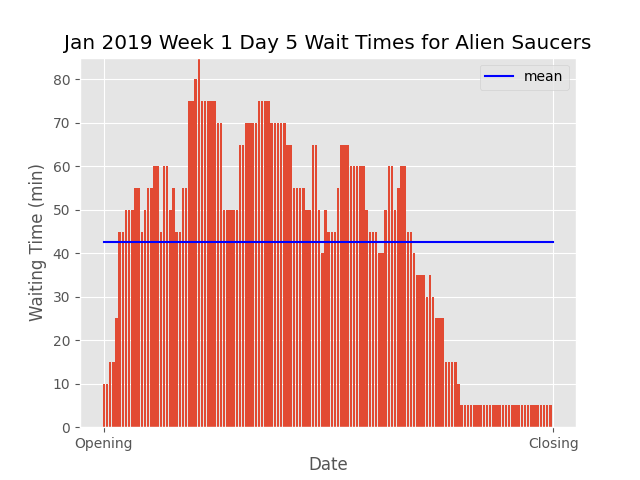 Jan 2019 Week 1 Day 5 Wait Times for Alien Saucers
mean
Waiting Time (min)
80
70
60
50
40
30
20
10
0
Opening
Closing
Date